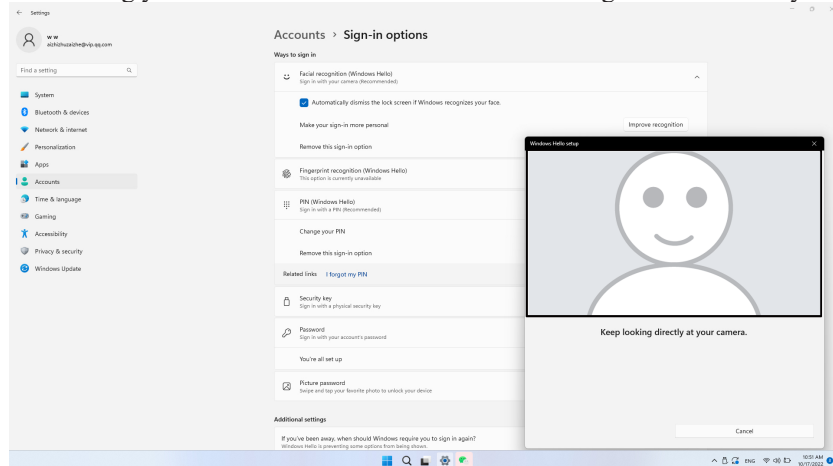 Settings
w w
aizhizhuzaizhe@vip.qq.com
Find a setting
System
Bluetooth & devices
Network & internet
Personalization
Apps
Accounts
Time & language
Gaming
Accessibility
Privacy & security
Windows Update
Accounts > Sign-in options
Ways to sign in
Facial recognition (Windows Hello)
Sign in with your camera (Recommended)
Automatically dismiss the lock screen if Windows recognizes your face.
Make your sign-in more personal
Improve recognition
Remove this sign-in option
Fingerprint recognition (Windows Hello)
This option is currently unavailable
PIN (Windows Hello)
Sign in with a PIN (Recommended)
Change your PIN
Remove this sign-in option
Related links I forgot my PIN
Security key
Sign in with a physical security key
Password
Sign in with your account's password
You're all set up
Picture password
Swipe and tap your favorite photo to unlock your device
Additional settings
If you've been away, when should Windows require you to sign in again?
Windows Hello is preventing some options from being shown.
Windows Hello setup
Keep looking directly at your camera.
Cancel
ENG
10:51 AM
10/17/2022